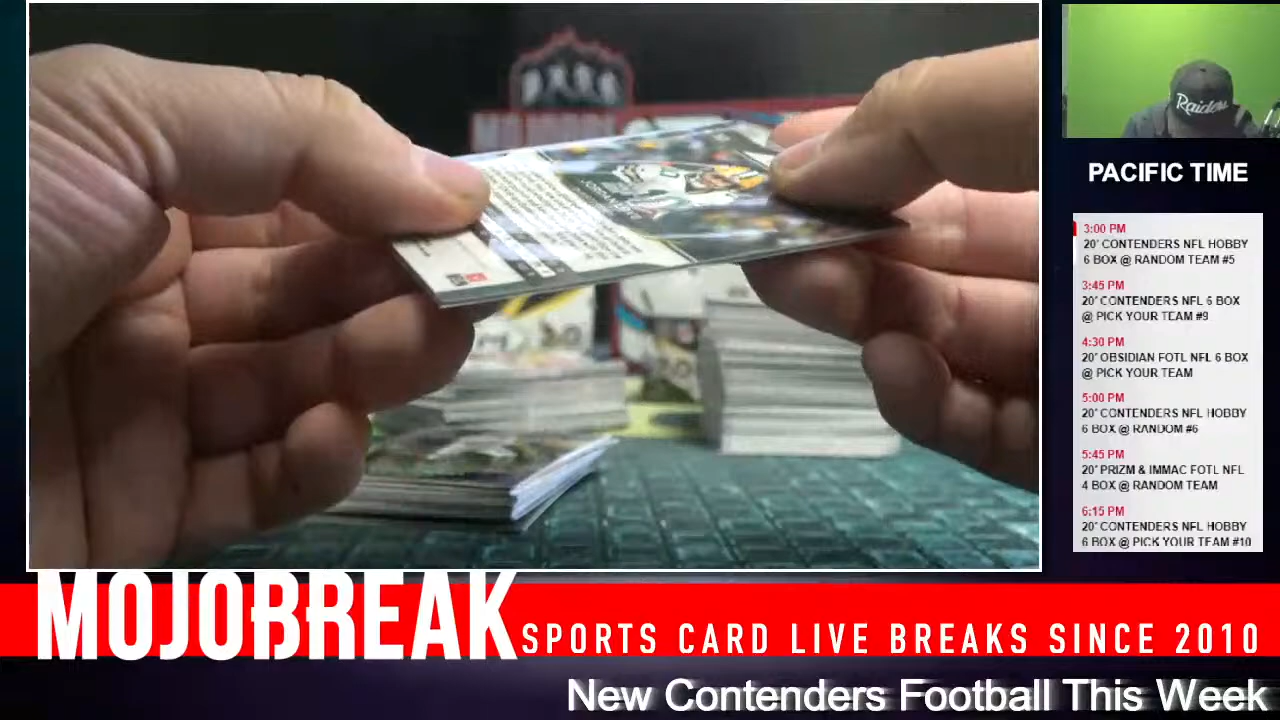 Raiders
PACIFIC TIME
3:00 PM
20' CONTENDERS NFL HOBBY
6 BOX @ RANDOM TEAM #5
3:45 PM
20' CONTENDERS NFL 6 BOX
@ PICK YOUR TEAM #9
4:30 PM
20' OBSIDIAN FOTL NFL 6 BOX
@ PICK YOUR TEAM
5:00 PM
20' CONTENDERS NFL HOBBY
6 BOX @ RANDOM #6
5:45 PM
20' PRIZM & IMMAC FOTL NFL
4 BOX @ RANDOM TEAM
6:15 PM
20' CONTENDERS NFL HOBBY
6 BOX @ PICK YOUR TEAM #10
MOJOBREAK
SPORTS CARD LIVE BREAKS SINCE 2010
New Contenders Football This Week